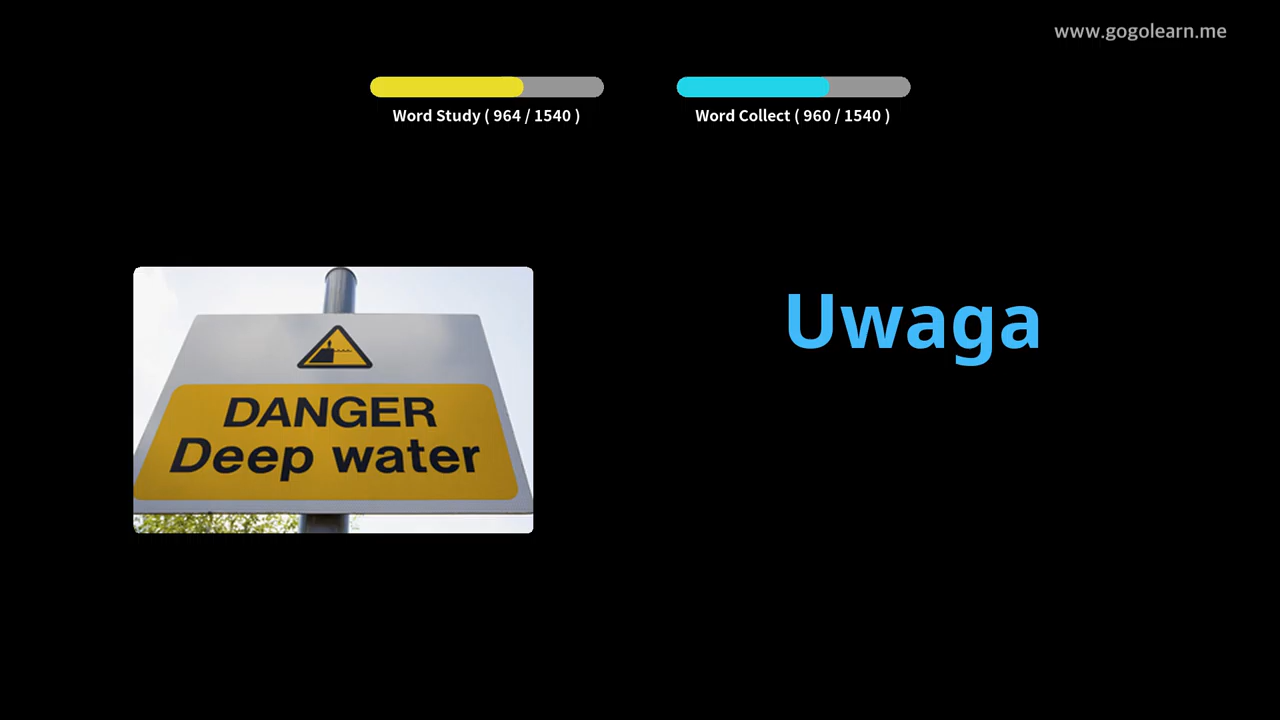 www.gogolearn.me
Word Study ( 964 / 1540 )
Word Collect ( 960 / 1540 )
Uwaga
DANGER
Deep water